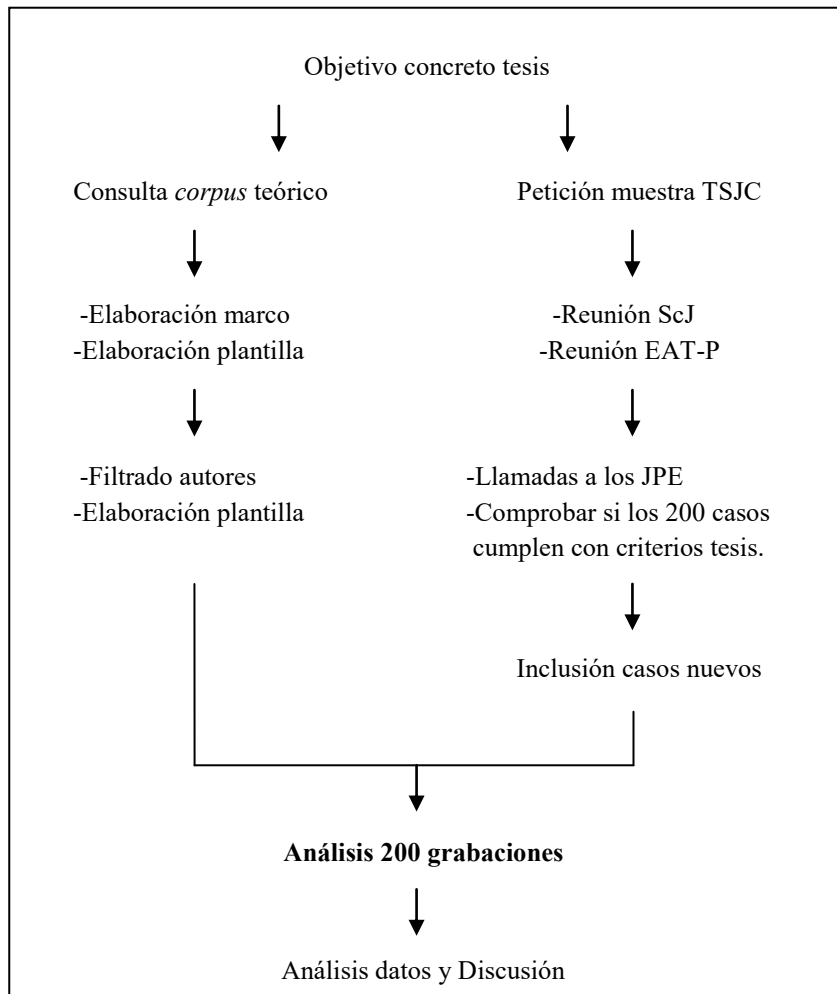 Objetivo concreto tesis
Consulta corpus teórico
Petición muestra TSJC
-Elaboración marco
-Elaboración plantilla
-Reunión ScJ
-Reunión EAT-P
-Filtrado autores
-Elaboración plantilla
-Llamadas a los JPE
-Comprobar si los 200 casos
cumplen con criterios tesis.
Inclusión casos nuevos
Análisis 200 grabaciones
Análisis datos y Discusión